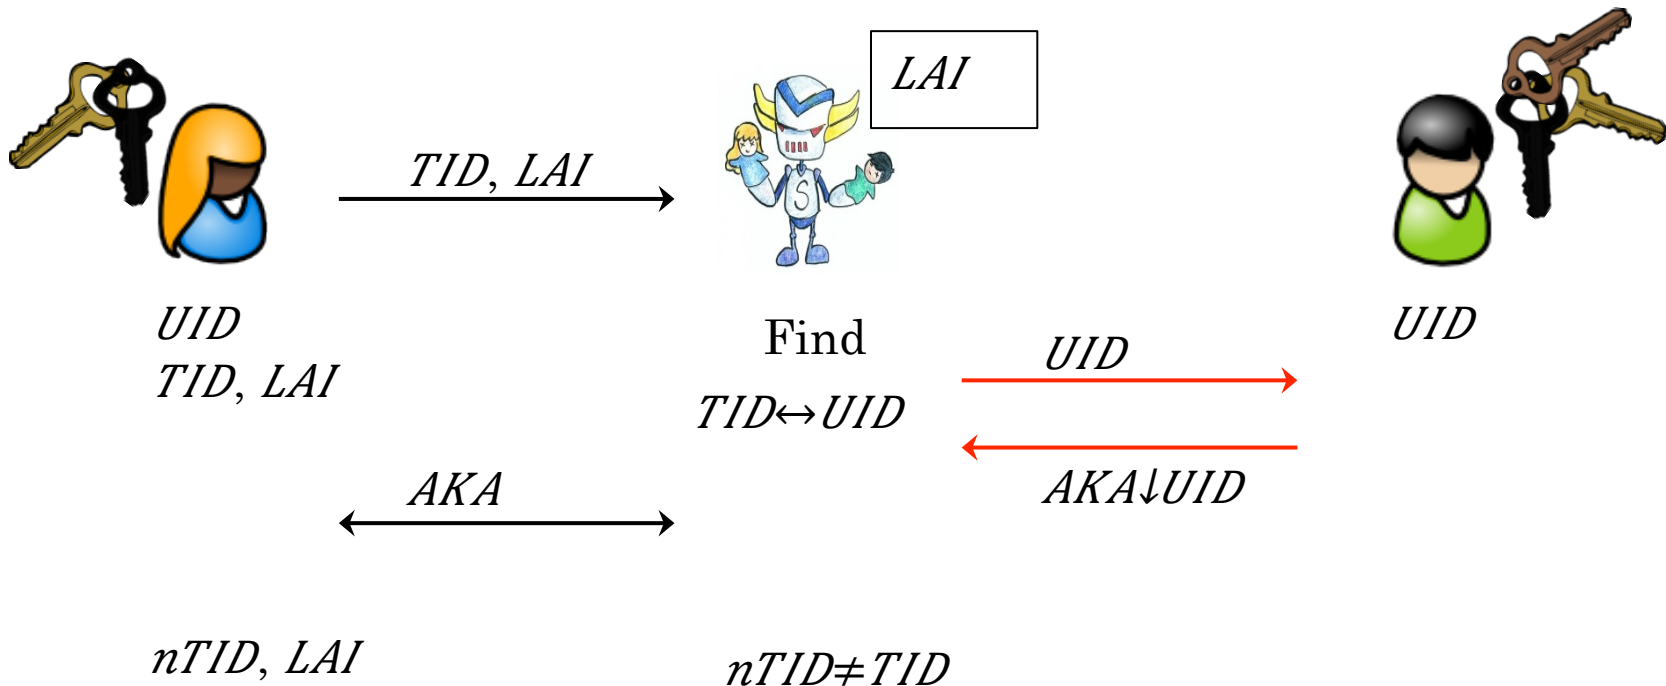 LAI
TID, LAI
S
UID
TID, LAI
Find
TID↔UID
UID
UID
AKA↓UID
AKA
nTID, LAI
nTID≠TID